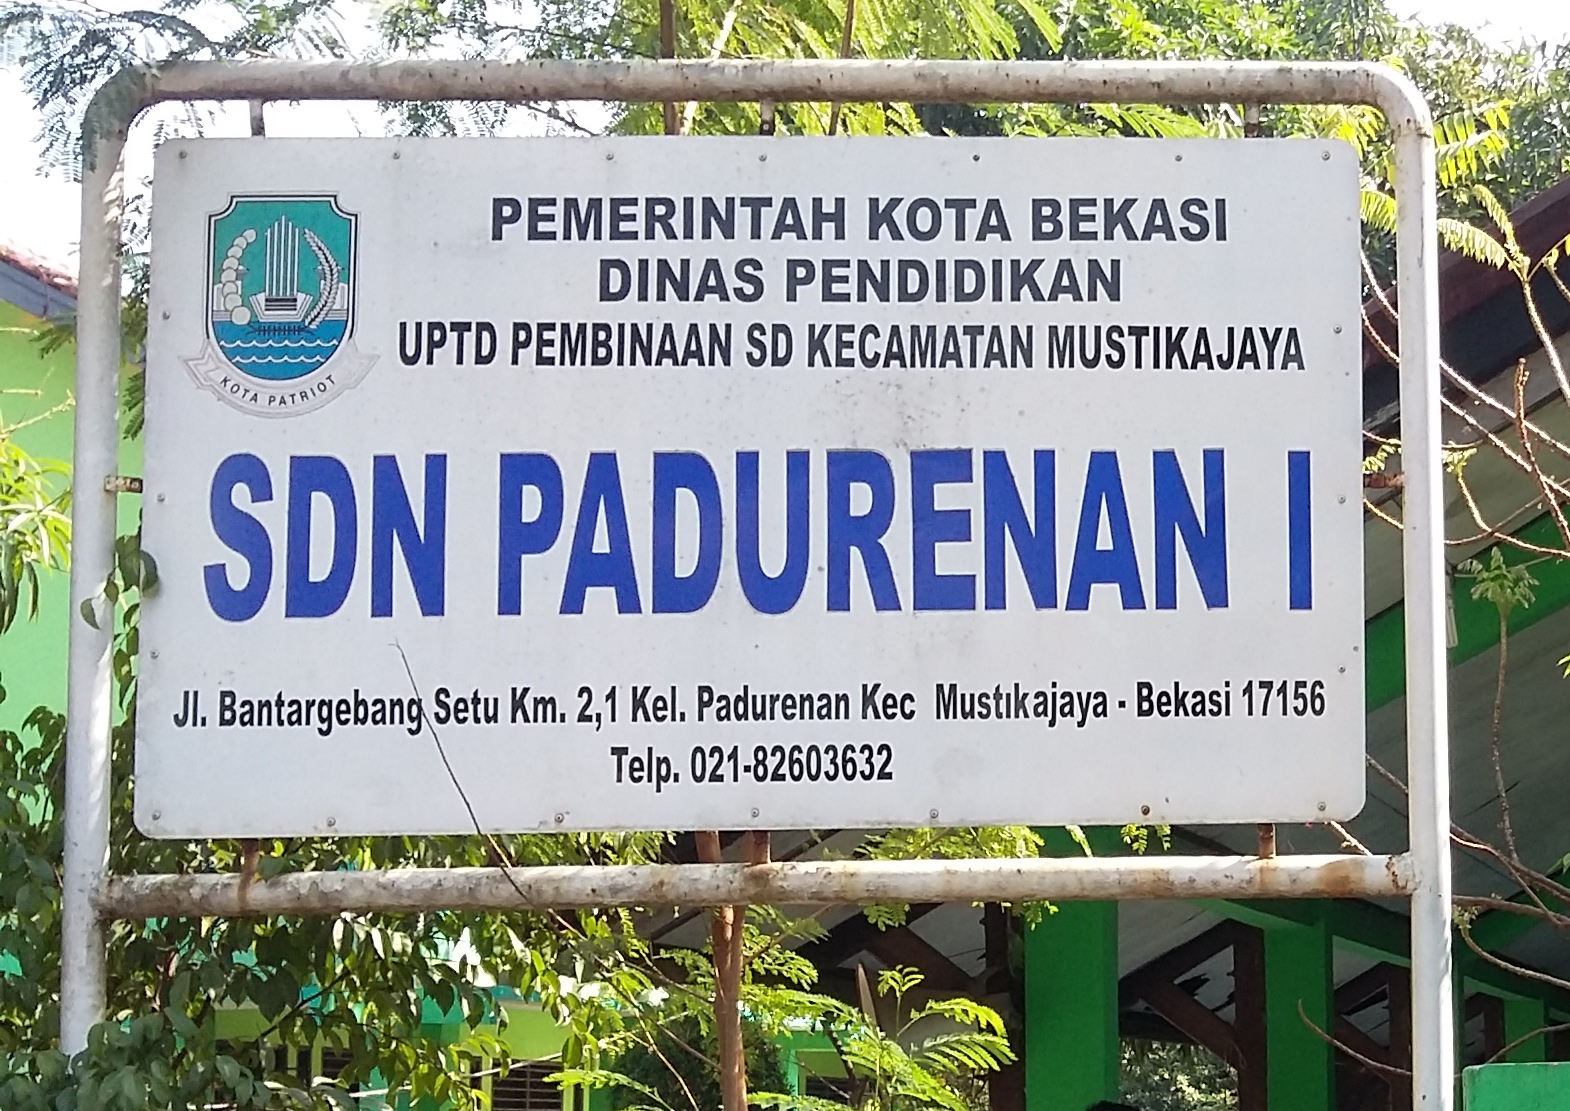 PEMERINTAH KOTA BEKASI
DINAS PENDIDIKAN
UPTD PEMBINAAN SD KECAMATAN MUSTIKAJAYA
KOTA PATRIOT
SDN PADURENAN I
Jl. Bantargebang Setu Km. 2,1 Kel. Padurenan Kec Mustıkajaya - Bekasi 17156
Telp. 021-82603632